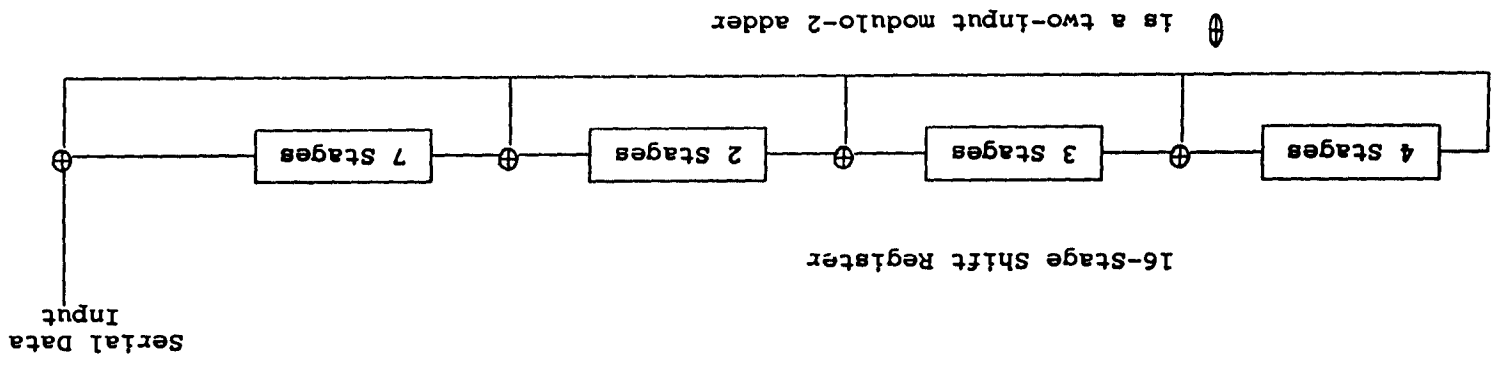 Serial Data
Input
16-Stage Shift Register
4 Stages
3 Stages
2 Stages
7 Stages
⊕ is a two-input modulo-2 adder